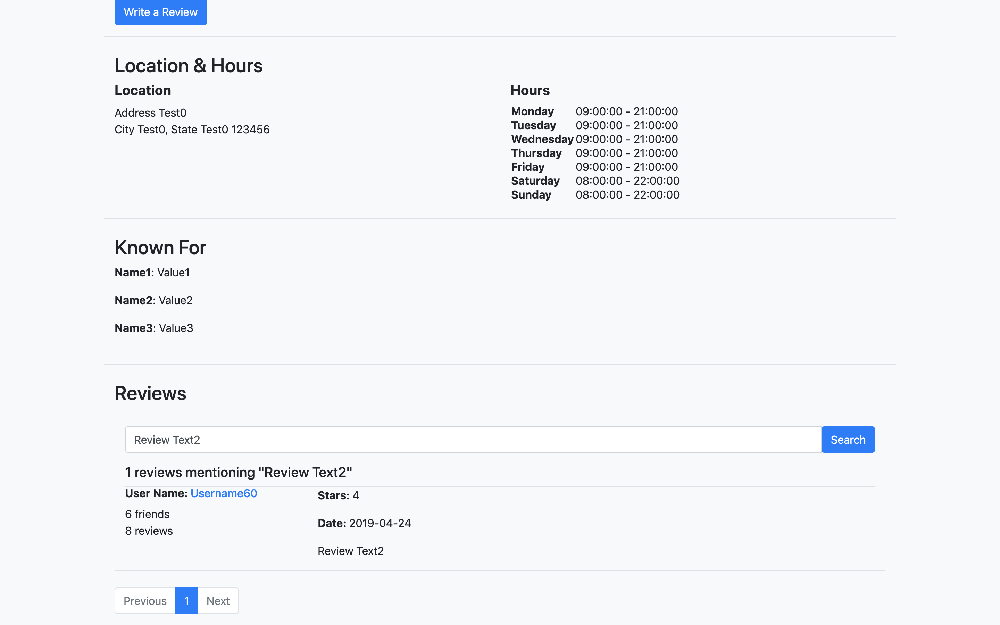 Write a Review
Location & Hours
Location
Address Test0
City Test0, State Test0 123456
Hours
Monday 09:00:00 - 21:00:00
Tuesday 09:00:00 - 21:00:00
Wednesday 09:00:00 - 21:00:00
Thursday 09:00:00 - 21:00:00
Friday 09:00:00 - 21:00:00
Saturday 08:00:00 - 22:00:00
Sunday 08:00:00 - 22:00:00
Known For
Name1: Value1
Name2: Value2
Name3: Value3
Reviews
Review Text2
Search
1 reviews mentioning "Review Text2"
User Name: Username60
6 friends
8 reviews
Stars: 4
Date: 2019-04-24
Review Text2
Previous 1 Next